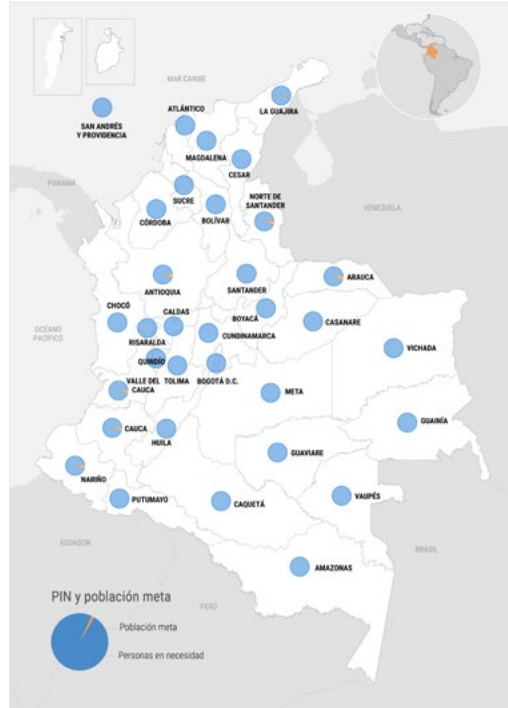 MAR CARIBE
LA GUAJIRA
ATLÁNTICO
SAN ANDRÉS
Y PROVIDENCIA
MAGDALENA
CESAR
PANAMÁ
SUCRE
NORTE DE
SANTANDER
VENEZUELA
CÓRDOBA
BOLÍVAR
ANTIOQUIA
SANTANDER
ARAUCA
CHOCÓ
CALDAS
BOYACÁ
CASANARE
OCÉANO
PACÍFICO
RISARALDA
CUNDINAMARCA
VICHADA
QUINDÍO
VALLE DEL
CAUCA
TOLIMA
BOGOTÁ D.C.
META
GUAINÍA
CAUCA
HUILA
GUAVIARE
NARIÑO
PUTUMAYO
CAQUETÁ
VAUPÉS
ECUADOR
BRASIL
AMAZONAS
PERÚ
PIN y población meta
Población meta
Personas en necesidad